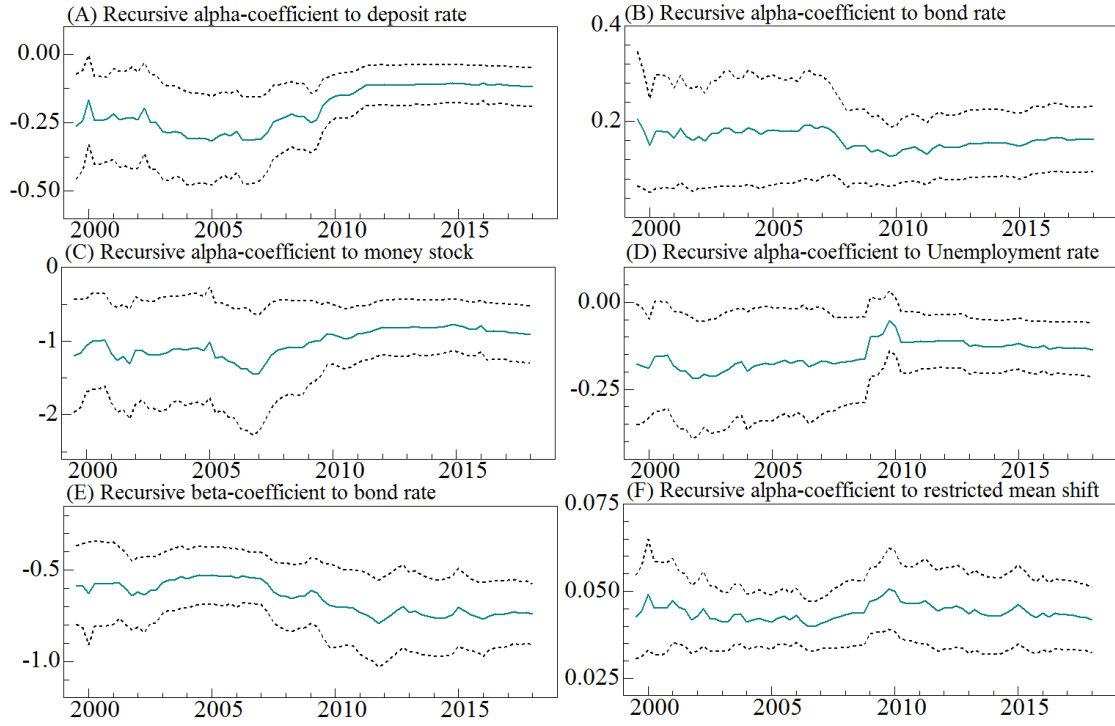 (A) Recursive alpha-coefficient to deposit rate
0.00
-0.25
-0.50
2000 2005 2010 2015
(B) Recursive alpha-coefficient to bond rate
0.4
0.2
2000 2005 2010 2015
(C) Recursive alpha-coefficient to money stock
0
-1
-2
2000 2005 2010 2015
(D) Recursive alpha-coefficient to Unemployment rate
0.00
-0.25
2000 2005 2010 2015
(E) Recursive beta-coefficient to bond rate
-0.5
-1.0
2000 2005 2010 2015
(F) Recursive alpha-coefficient to restricted mean shift
0.075
0.050
0.025
2000 2005 2010 2015